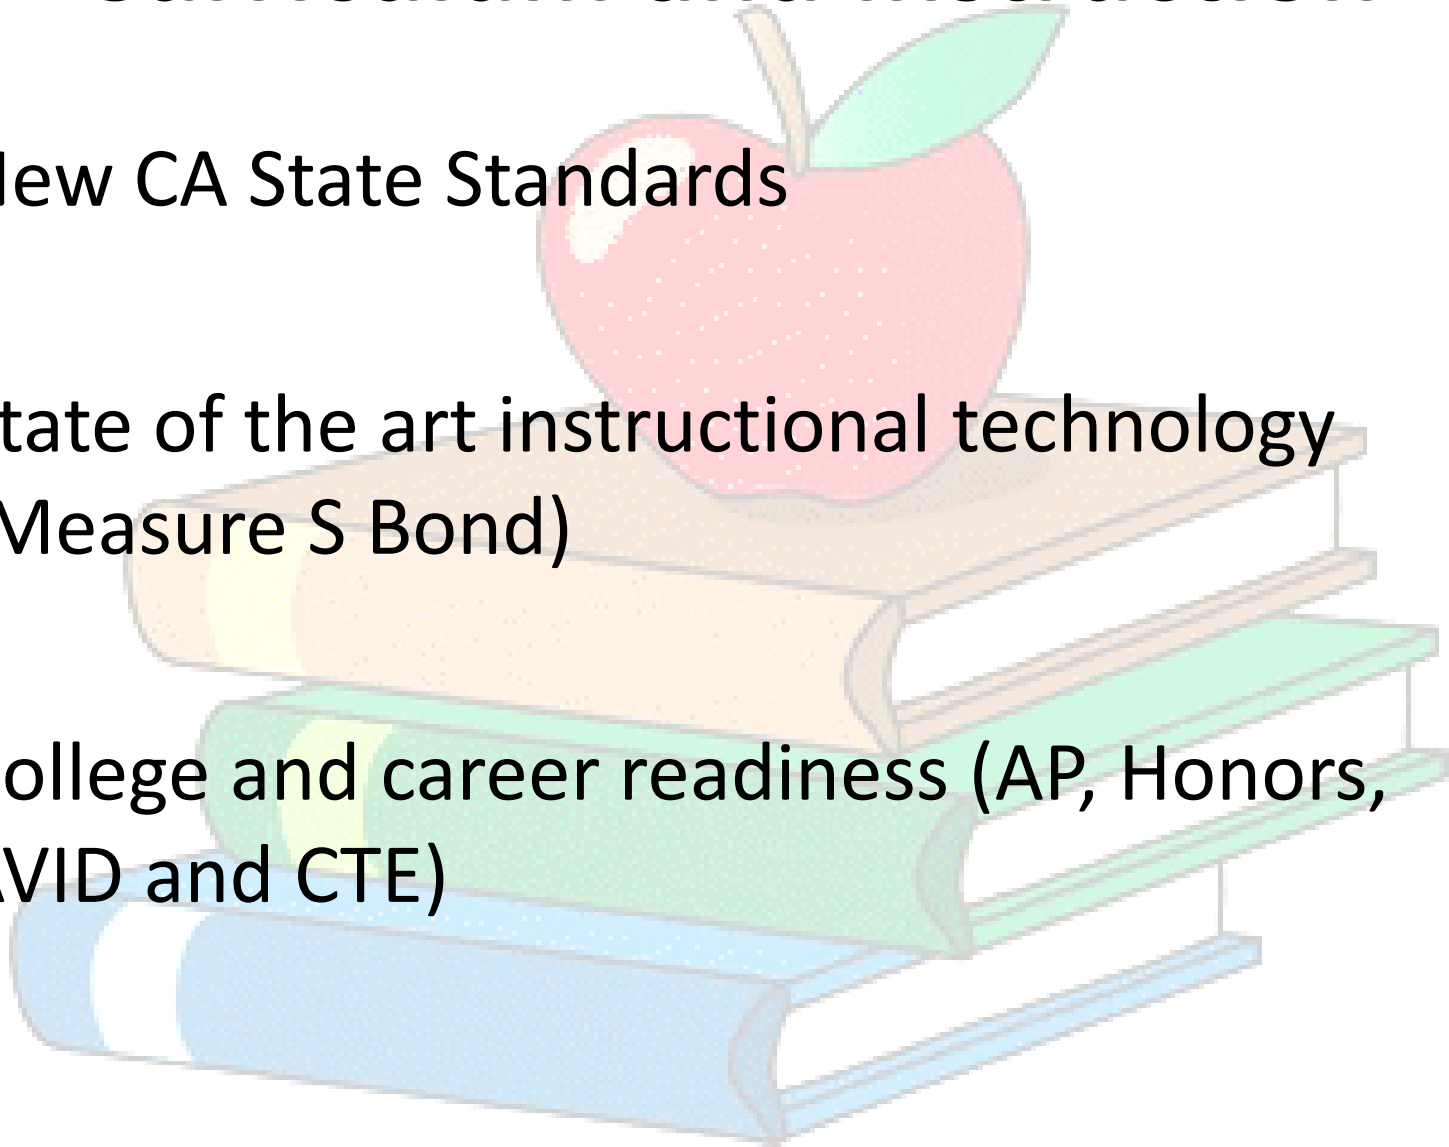 ew CA State Standards
tate of the art instructional technology
Measure S Bond)
ollege and career readiness (AP, Honors,
VID and CTE)